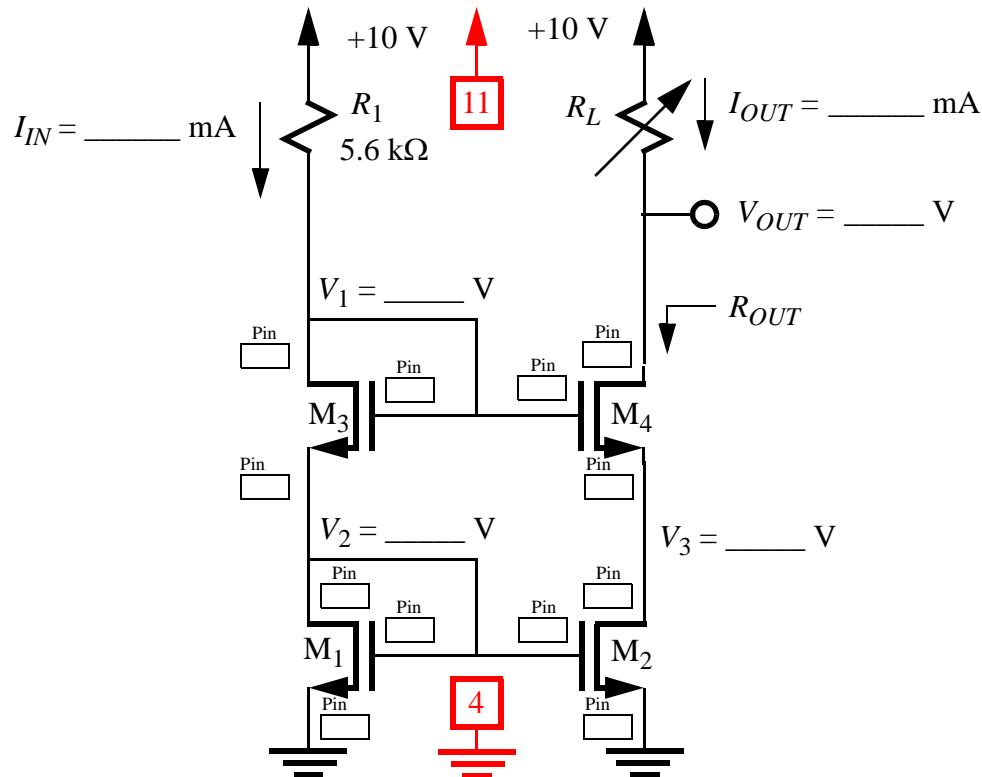 +10 V
+10 V
11
I_IN = ______ mA
R_1
5.6 kΩ
R_L
I_OUT = ______ mA
V_OUT = _____ V
V_1 = _____ V
R_OUT
Pin
Pin
Pin
Pin
M_3
M_4
Pin
Pin
V_2 = _____ V
V_3 = _____ V
Pin
Pin
Pin
Pin
M_1
M_2
4
Pin
Pin